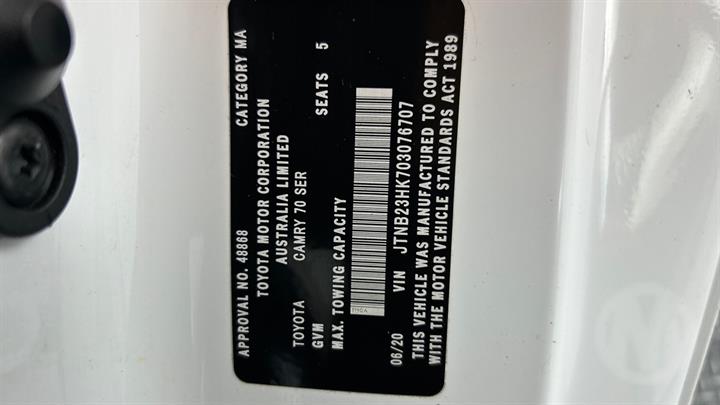 APPROVAL NO. 48868 CATEGORY MA
TOYOTA MOTOR CORPORATION
AUSTRALIA LIMITED
TOYOTA CAMRY 70 SER
GVM SEATS 5
MAX. TOWING CAPACITY
06/20 VIN JTNB23HK703076707
THIS VEHICLE WAS MANUFACTURED TO COMPLY
WITH THE MOTOR VEHICLE STANDARDS ACT 1989